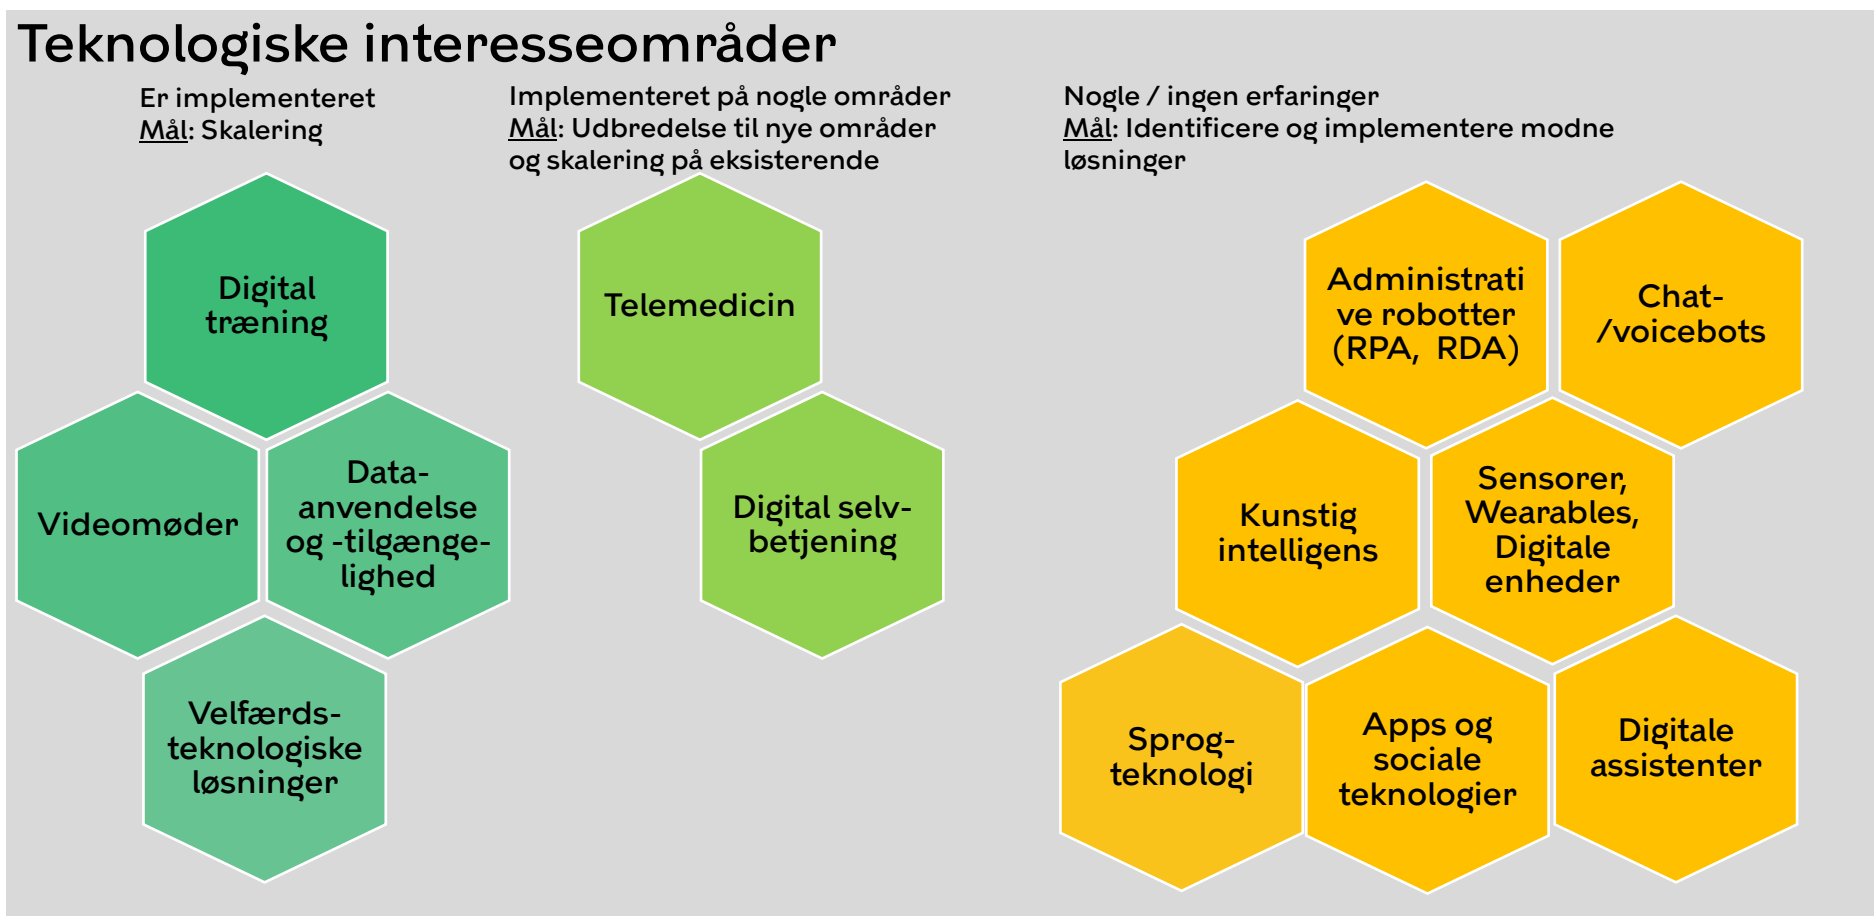 Teknologiske interesseområder
Er implementeret
Mål: Skalering
Implementeret på nogle områder
Mål: Udbredelse til nye områder
og skalering på eksisterende
Nogle / ingen erfaringer
Mål: Identificere og implementere modne
løsninger
Digital
træning
Videomøder
Data-
anvendelse
og -tilgænge-
lighed
Velfærds-
teknologiske
løsninger
Telemedicin
Digital selv-
betjening
Administrati
ve robotter
(RPA,  RDA)
Chat-
/voicebots
Kunstig
intelligens
Sensorer,
Wearables,
Digitale
enheder
Sprog-
teknologi
Apps og
sociale
teknologier
Digitale
assistenter